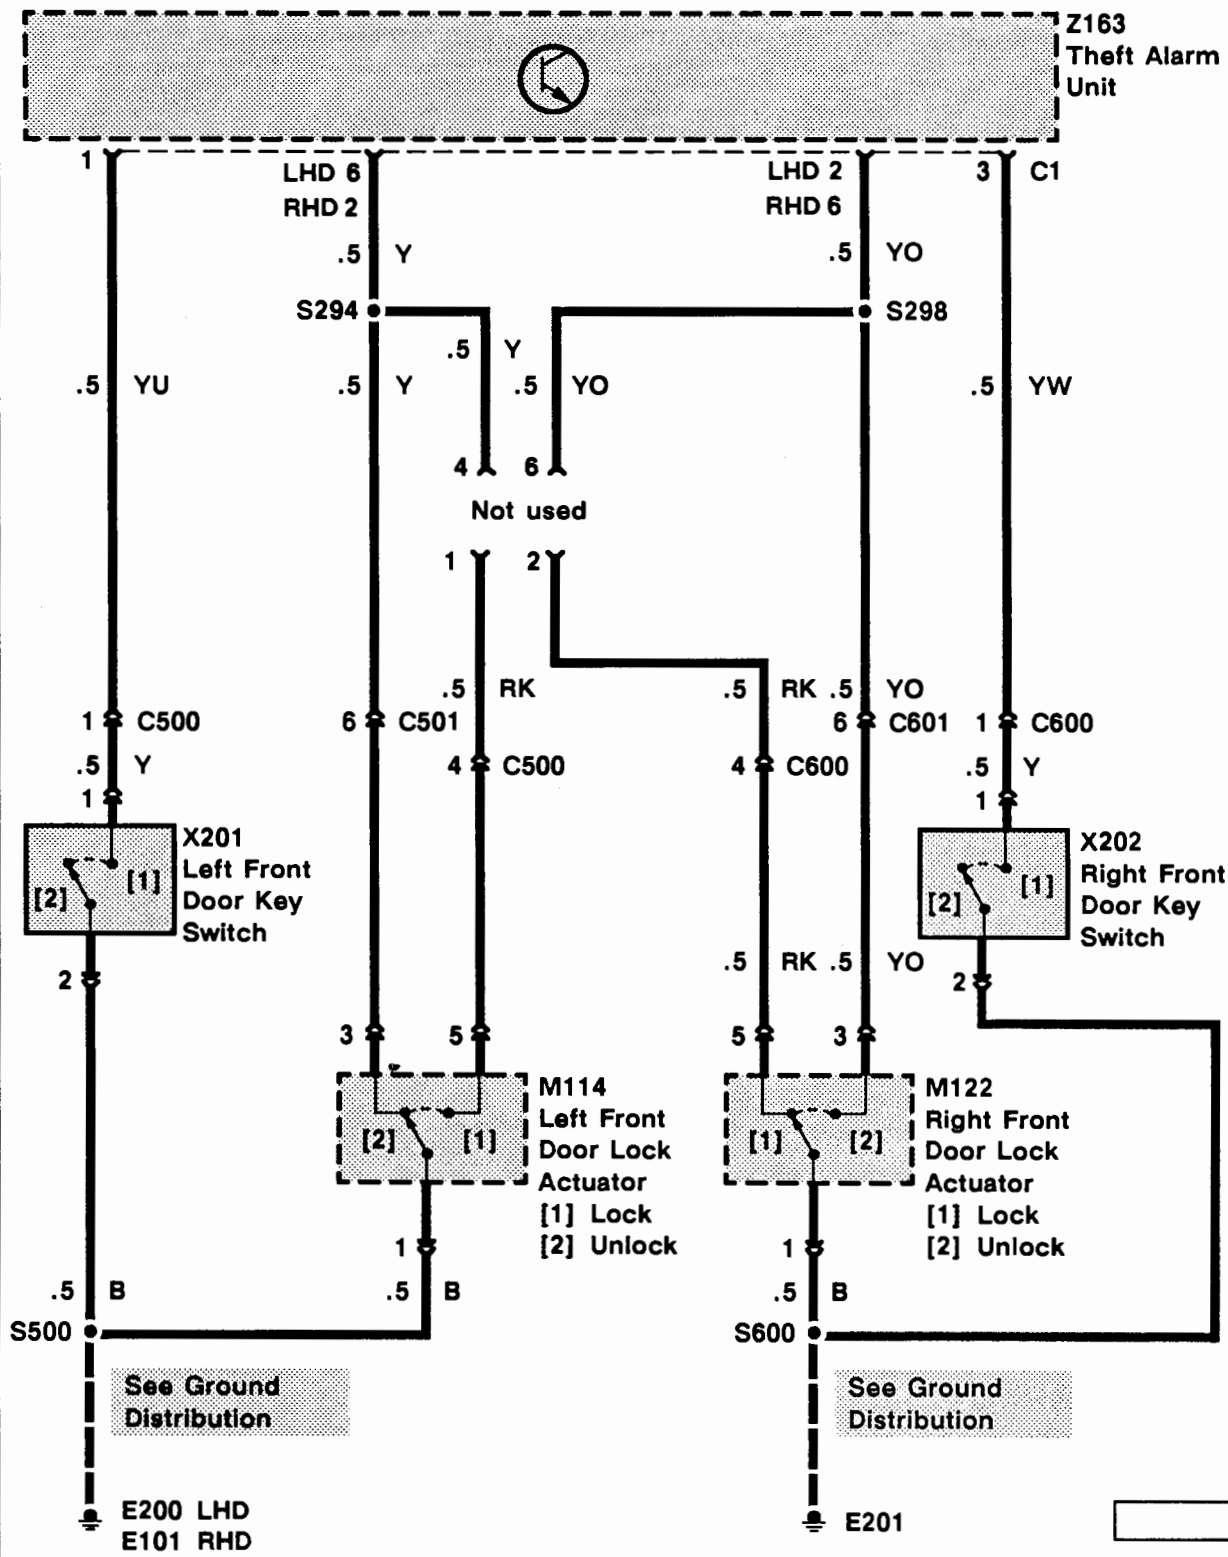 Z163
Theft Alarm
Unit
1
LHD 6
RHD 2
LHD 2
RHD 6
3 C1
.5 Y
.5 YO
S294
S298
.5 Y
.5 YU
.5 Y
.5 YO
.5 YW
4 6
Not used
1 2
.5 RK
.5 RK
.5 YO
1 C500
6 C501
6 C601
1 C600
.5 Y
4 C500
4 C600
.5 Y
1
1
X201
Left Front
Door Key
Switch
[1]
[2]
X202
Right Front
Door Key
Switch
[1]
[2]
.5 RK
.5 YO
2
2
3 5
5 3
M114
Left Front
Door Lock
Actuator
[1] Lock
[2] Unlock
[2] [1]
M122
Right Front
Door Lock
Actuator
[1] Lock
[2] Unlock
[1] [2]
1
1
.5 B
.5 B
.5 B
S500
S600
See Ground
Distribution
See Ground
Distribution
E200 LHD
E101 RHD
E201